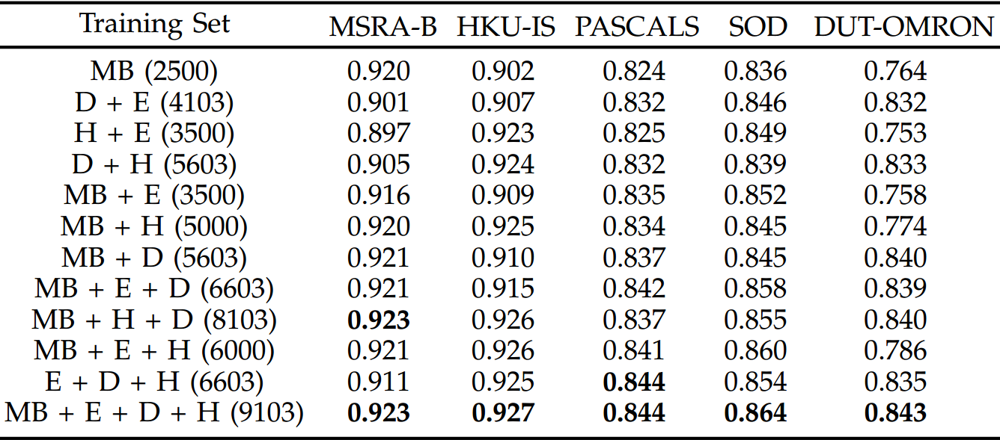 Training Set MSRA-B HKU-IS PASCALS SOD DUT-OMRON
MB (2500) 0.920 0.902 0.824 0.836 0.764
D + E (4103) 0.901 0.907 0.832 0.846 0.832
H + E (3500) 0.897 0.923 0.825 0.849 0.753
D + H (5603) 0.905 0.924 0.832 0.839 0.833
MB + E (3500) 0.916 0.909 0.835 0.852 0.758
MB + H (5000) 0.920 0.925 0.834 0.845 0.774
MB + D (5603) 0.921 0.910 0.837 0.845 0.840
MB + E + D (6603) 0.921 0.915 0.842 0.858 0.839
MB + H + D (8103) 0.923 0.926 0.837 0.855 0.840
MB + E + H (6000) 0.921 0.926 0.841 0.860 0.786
E + D + H (6603) 0.911 0.925 0.844 0.854 0.835
MB + E + D + H (9103) 0.923 0.927 0.844 0.864 0.843